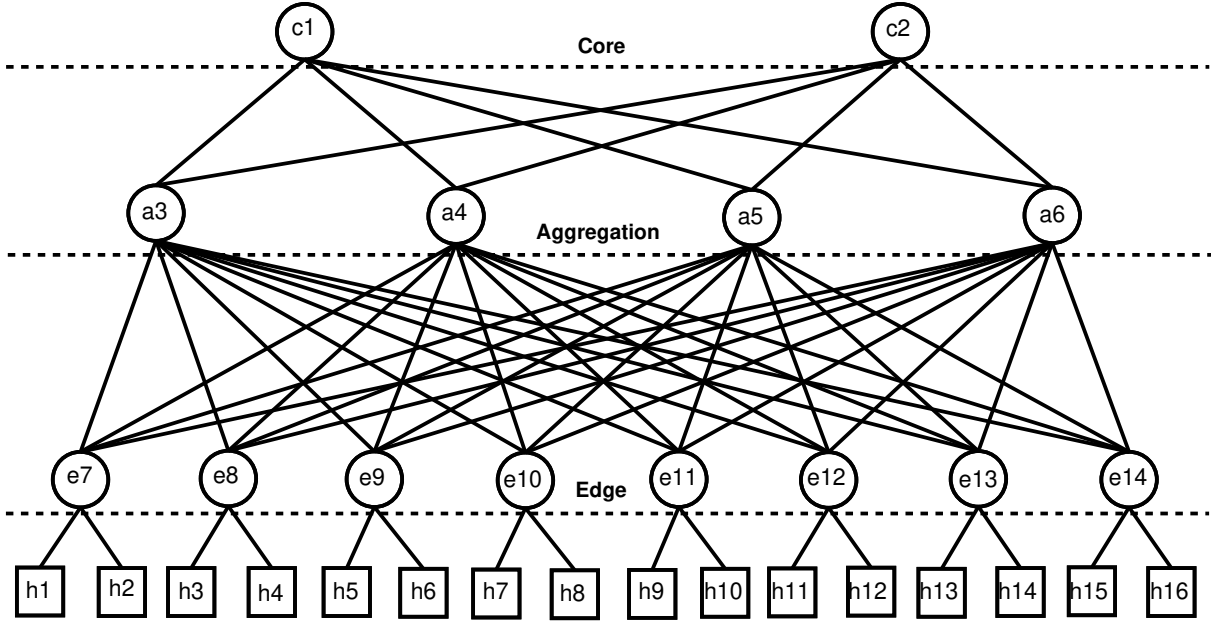 c1
c2
Core
a3
a4
a5
a6
Aggregation
e7
e8
e9
e10
e11
e12
e13
e14
Edge
h1
h2
h3
h4
h5
h6
h7
h8
h9
h10
h11
h12
h13
h14
h15
h16